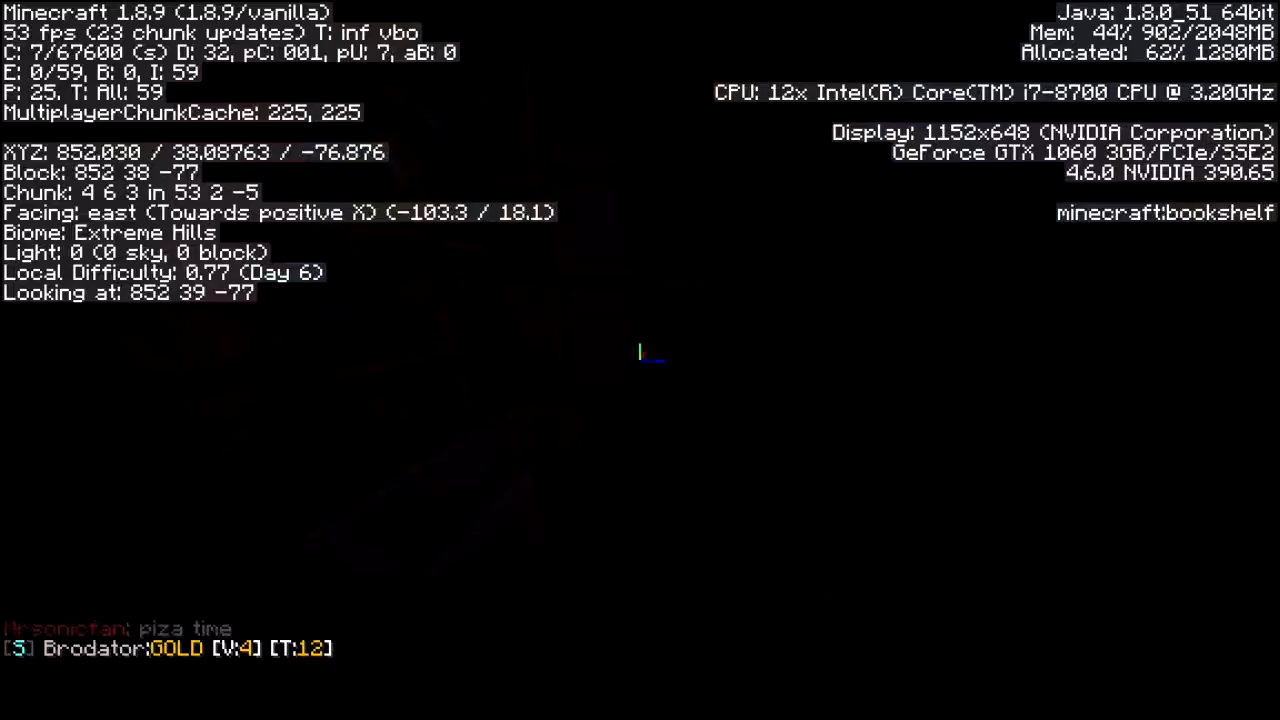 Minecraft 1.8.9 (1.8.9/vanilla)
53 fps (23 chunk updates) T: inf vbo
C: 7/67600 (s) D: 32, pC: 001, pU: 7, aB: 0
E: 0/59, B: 0, I: 59
P: 25. T: All: 59
MultiplayerChunkCache: 225, 225
XYZ: 852.030 / 38.08763 / -76.876
Block: 852 38 -77
Chunk: 4 6 3 in 53 2 -5
Facing: east (Towards positive X) (-103.3 / 18.1)
Biome: Extreme Hills
Light: 0 (0 sky, 0 block)
Local Difficulty: 0.77 (Day 6)
Looking at: 852 39 -77
Java: 1.8.0_51 64bit
Mem: 44% 902/2048MB
Allocated: 62% 1280MB
CPU: 12x Intel(R) Core(TM) i7-8700 CPU @ 3.20GHz
Display: 1152x648 (NVIDIA Corporation)
GeForce GTX 1060 3GB/PCIe/SSE2
4.6.0 NVIDIA 390.65
minecraft:bookshelf
Mrsonicfan: piza time
[S] Brodator:GOLD [V:4] [T:12]